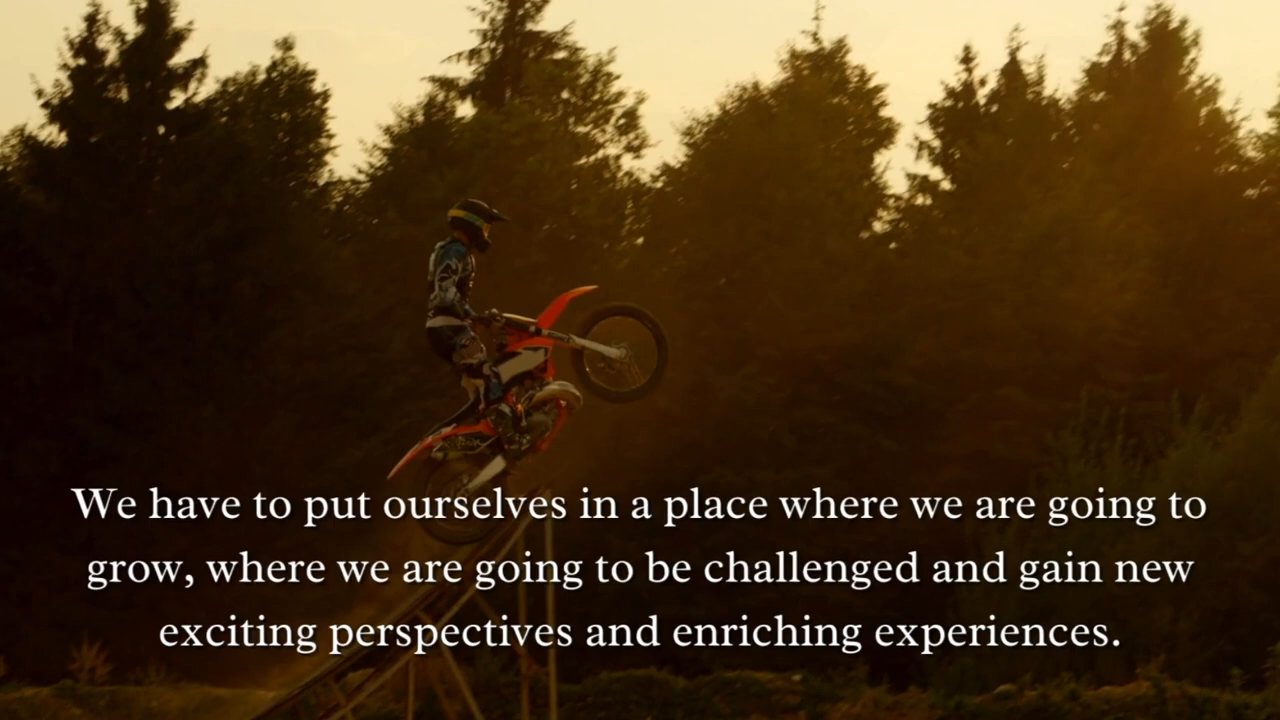 We have to put ourselves in a place where we are going to
grow, where we are going to be challenged and gain new
exciting perspectives and enriching experiences.